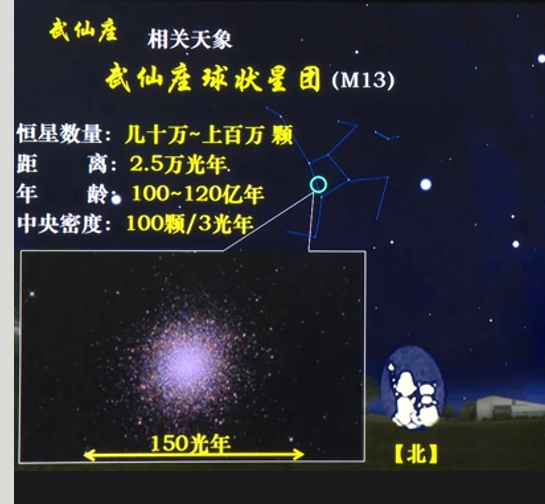 武仙座
相关天象
武仙座球状星团(M13)
恒星数量：几十万~上百万 颗
距 离：2.5万光年
年 龄：100~120亿年
中央密度：100颗/3光年
150光年
【北】